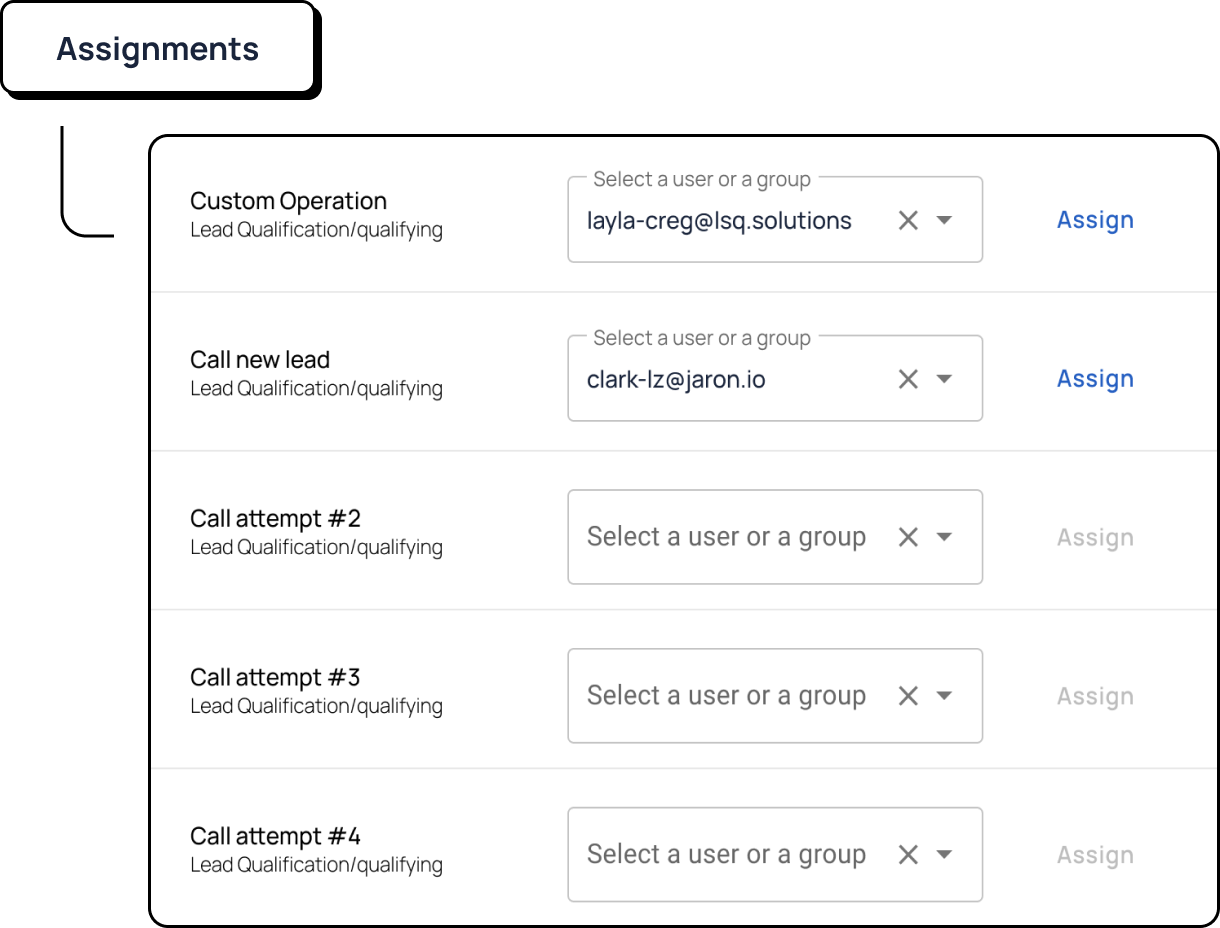 Assignments
Select a user or a group
Custom Operation
layla-creg@lsq.solutions
Assign
Lead Qualification/qualifying
Select a user or a group
Call new lead
clark-lz@jaron.io
Assign
Lead Qualification/qualifying
Call attempt #2
Select a user or a group
Assign
Lead Qualification/qualifying
Call attempt #3
Select a user or a group
Assign
Lead Qualification/qualifying
Call attempt #4
Select a user or a group
Assign
Lead Qualification/qualifying